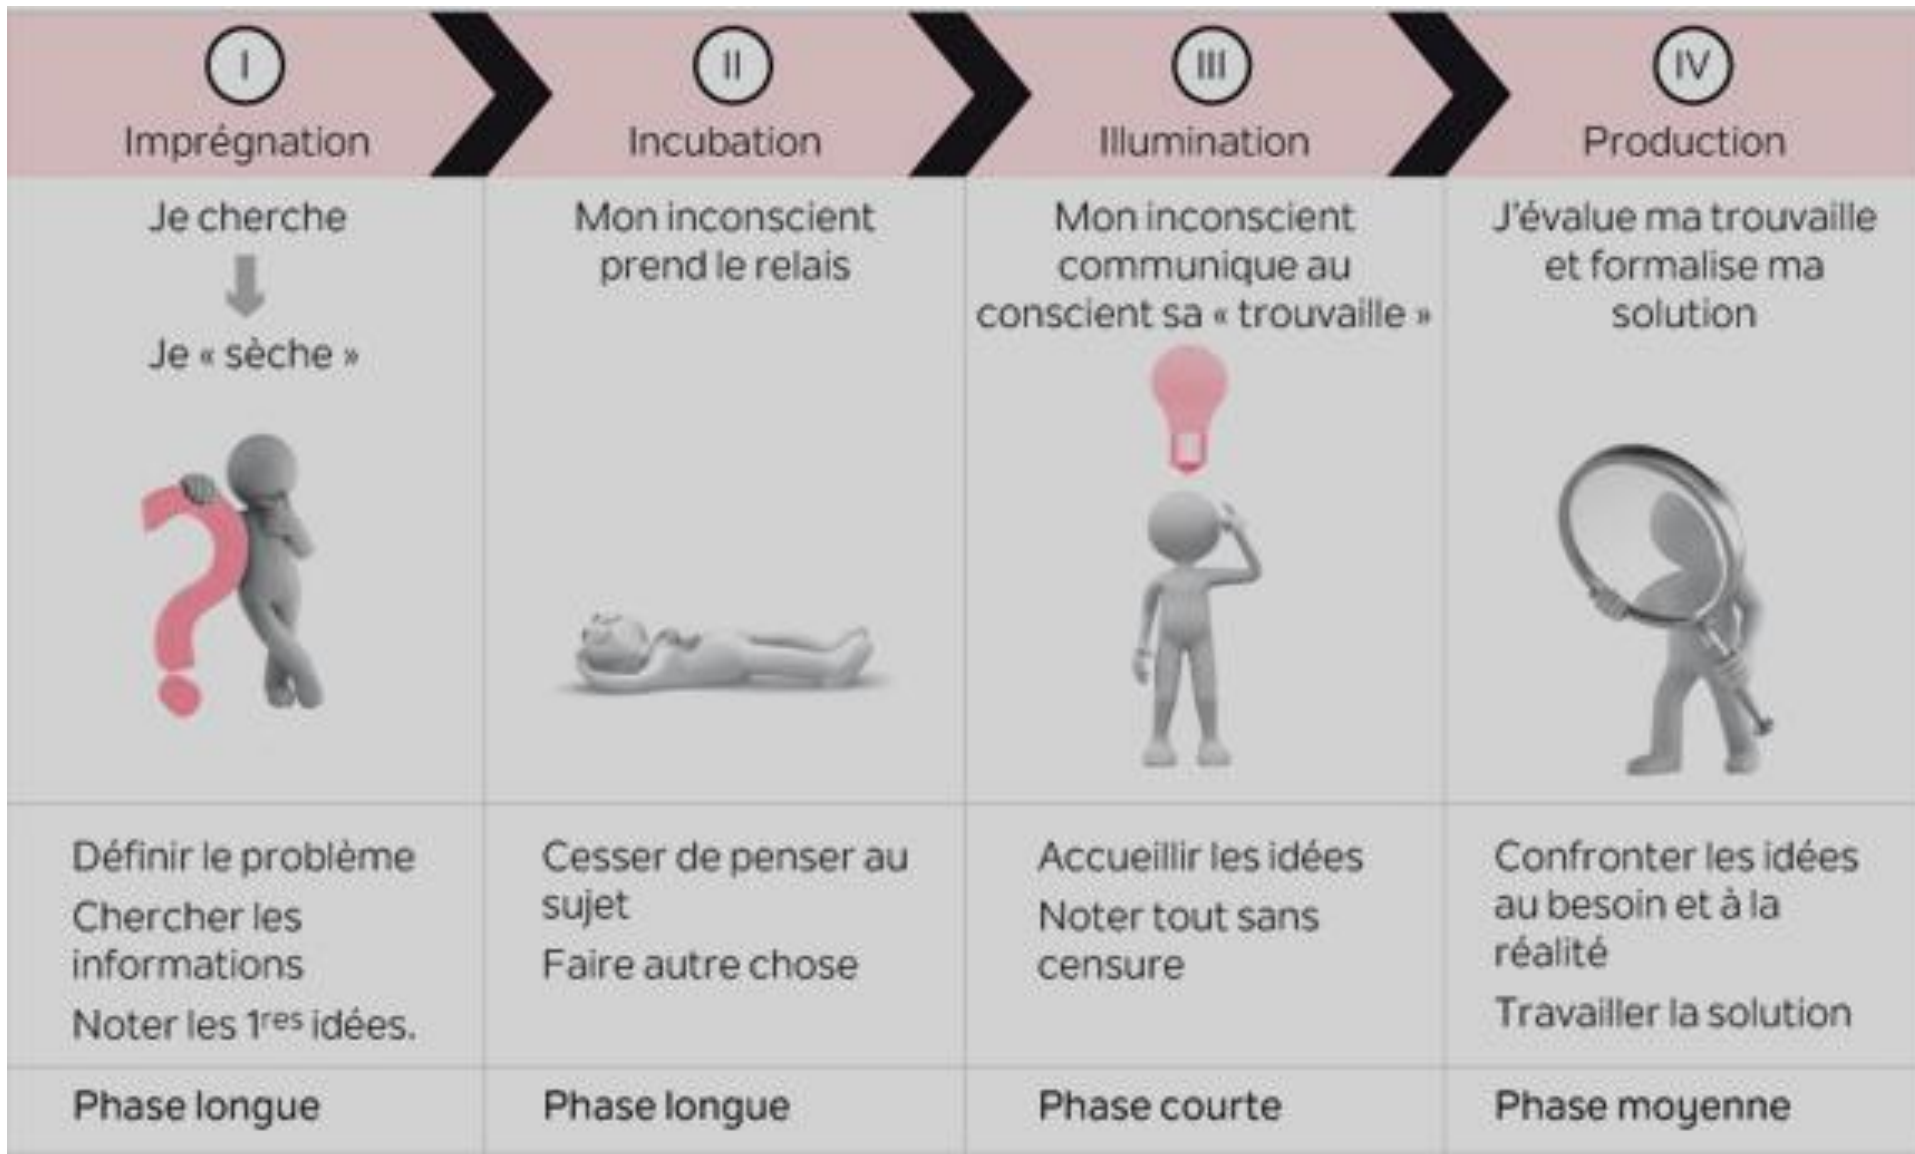 I
Imprégnation
II
Incubation
III
Illumination
IV
Production
Je cherche
Je « sèche »
Mon inconscient
prend le relais
Mon inconscient
communique au
conscient sa « trouvaille »
J'évalue ma trouvaille
et formalise ma
solution
Définir le problème
Chercher les
informations
Noter les 1res idées.
Cesser de penser au
sujet
Faire autre chose
Accueillir les idées
Noter tout sans
censure
Confronter les idées
au besoin et à la
réalité
Travailler la solution
Phase longue
Phase longue
Phase courte
Phase moyenne